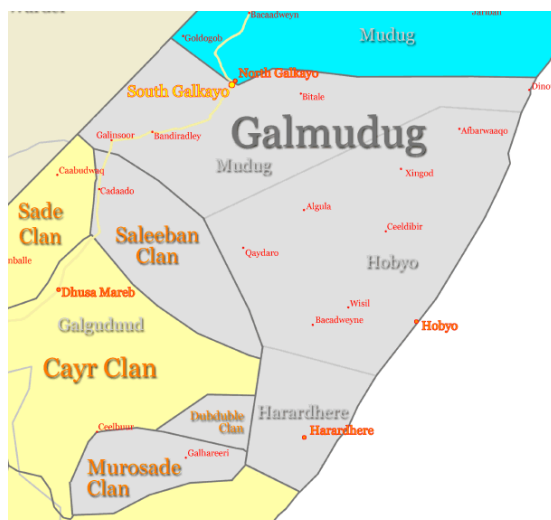 Bacaadweyn
Jariban
Goldogob
Mudug
North Galkayo
South Galkayo
Dino
Bitale
Galmudug
Afbarwaaqo
Galinsoor
Bandiradley
Mudug
Xingod
Caabudwaq
Cadaado
Sade
Clan
Algula
Saleeban
Clan
Ceeldibir
Qaydaro
Hobyo
nballe
Dhusa Mareb
Wisil
Galguduud
Bacadweyne
Hobyo
Cayr Clan
Harardhere
Dubduble
Clan
Ceelbuur
Harardhere
Galhareeri
Murosade
Clan